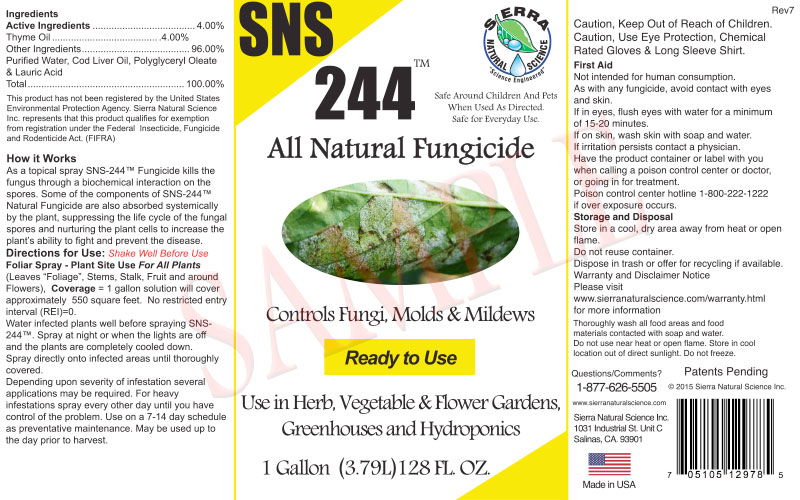 Ingredients
Active Ingredients ................................ 4.00%
Thyme Oil ......................................... .4.00%
Other Ingredients.................................. 96.00%
Purified Water, Cod Liver Oil, Polyglyceryl Oleate
& Lauric Acid
Total ................................................. 100.00%
This product has not been registered by the United States
Environmental Protection Agency. Sierra Natural Science
Inc. represents that this product qualifies for exemption
from registration under the Federal Insecticide, Fungicide
and Rodenticide Act. (FIFRA)
How it Works
As a topical spray SNS-244™ Fungicide kills the
fungus through a biochemical interaction on the
spores. Some of the components of SNS-244™
Natural Fungicide are also absorbed systemically
by the plant, suppressing the life cycle of the fungal
spores and nurturing the plant cells to increase the
plant's ability to fight and prevent the disease.
Directions for Use: Shake Well Before Use
Foliar Spray - Plant Site Use For All Plants
(Leaves “Foliage”, Stems, Stalk, Fruit and around
Flowers), Coverage = 1 gallon solution will cover
approximately 550 square feet. No restricted entry
interval (REI)=0.
Water infected plants well before spraying SNS-
244™. Spray at night or when the lights are off
and the plants are completely cooled down.
Spray directly onto infected areas until thoroughly
covered.
Depending upon severity of infestation several
applications may be required. For heavy
infestations spray every other day until you have
control of the problem. Use on a 7-14 day schedule
as preventative maintenance. May be used up to
the day prior to harvest.
SNS
244™
SIERRA
NATURAL SCIENCE
"Science Engineered"
Safe Around Children And Pets
When Used As Directed.
Safe for Everyday Use.
All Natural Fungicide
SAMPLE
Controls Fungi, Molds & Mildews
Ready to Use
Use in Herb, Vegetable & Flower Gardens,
Greenhouses and Hydroponics
1 Gallon (3.79L) 128 FL. OZ.
Rev7
Caution, Keep Out of Reach of Children.
Caution, Use Eye Protection, Chemical
Rated Gloves & Long Sleeve Shirt.
First Aid
Not intended for human consumption.
As with any fungicide, avoid contact with eyes
and skin.
If in eyes, flush eyes with water for a minimum
of 15-20 minutes.
If on skin, wash skin with soap and water.
If irritation persists contact a physician.
Have the product container or label with you
when calling a poison control center or doctor,
or going in for treatment.
Poison control center hotline 1-800-222-1222
if over exposure occurs.
Storage and Disposal
Store in a cool, dry area away from heat or open
flame.
Do not reuse container.
Dispose in trash or offer for recycling if available.
Warranty and Disclaimer Notice
Please visit
www.sierranaturalscience.com/warranty.html
for more information
Thoroughly wash all food areas and food
materials contacted with soap and water.
Do not use near heat or open flame. Store in cool
location out of direct sunlight. Do not freeze.
Questions/Comments?
1-877-626-5505
www.sierranaturalscience.com
Sierra Natural Science Inc.
1031 Industrial St. Unit C
Salinas, CA. 93901
Made in USA
Patents Pending
© 2015 Sierra Natural Science Inc.
7 05105 12978 5